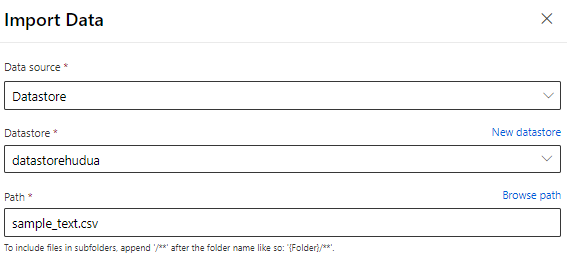 Import Data
Data source *
Datastore
Datastore * New datastore
datastorehudua
Path * Browse path
sample_text.csv
To include files in subfolders, append '/**' after the folder name like so: '{Folder}/**'.